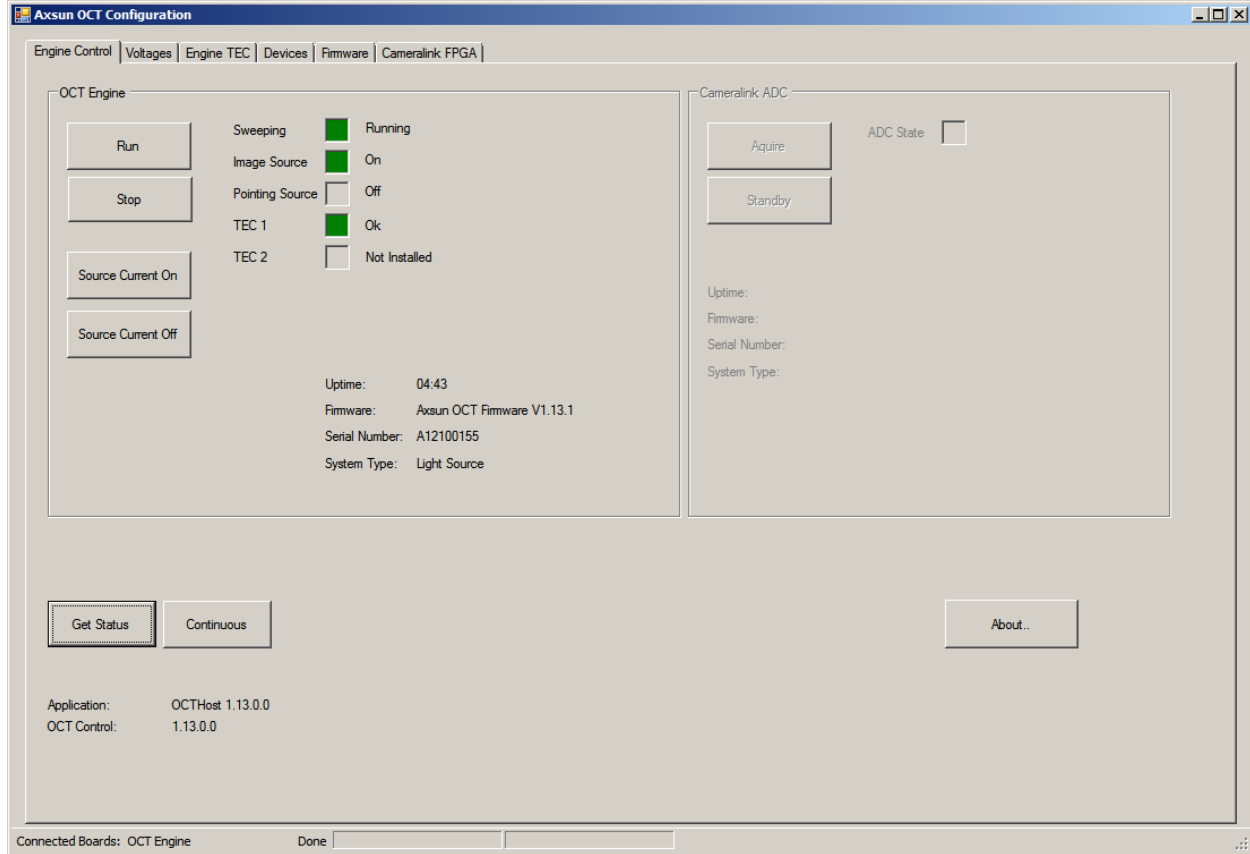 Axsun OCT Configuration
Engine Control Voltages Engine TEC Devices Firmware Cameralink FPGA
OCT Engine
Run
Stop
Source Current On
Source Current Off
Sweeping Running
Image Source On
Pointing Source Off
TEC 1 Ok
TEC 2 Not Installed
Uptime: 04:43
Firmware: Axsun OCT Firmware V1.13.1
Serial Number: A12100155
System Type: Light Source
Cameralink ADC
Aquire
Standby
ADC State
Uptime:
Firmware:
Serial Number:
System Type:
Get Status Continuous About..
Application: OCTHost 1.13.0.0
OCT Control: 1.13.0.0
Connected Boards: OCT Engine Done